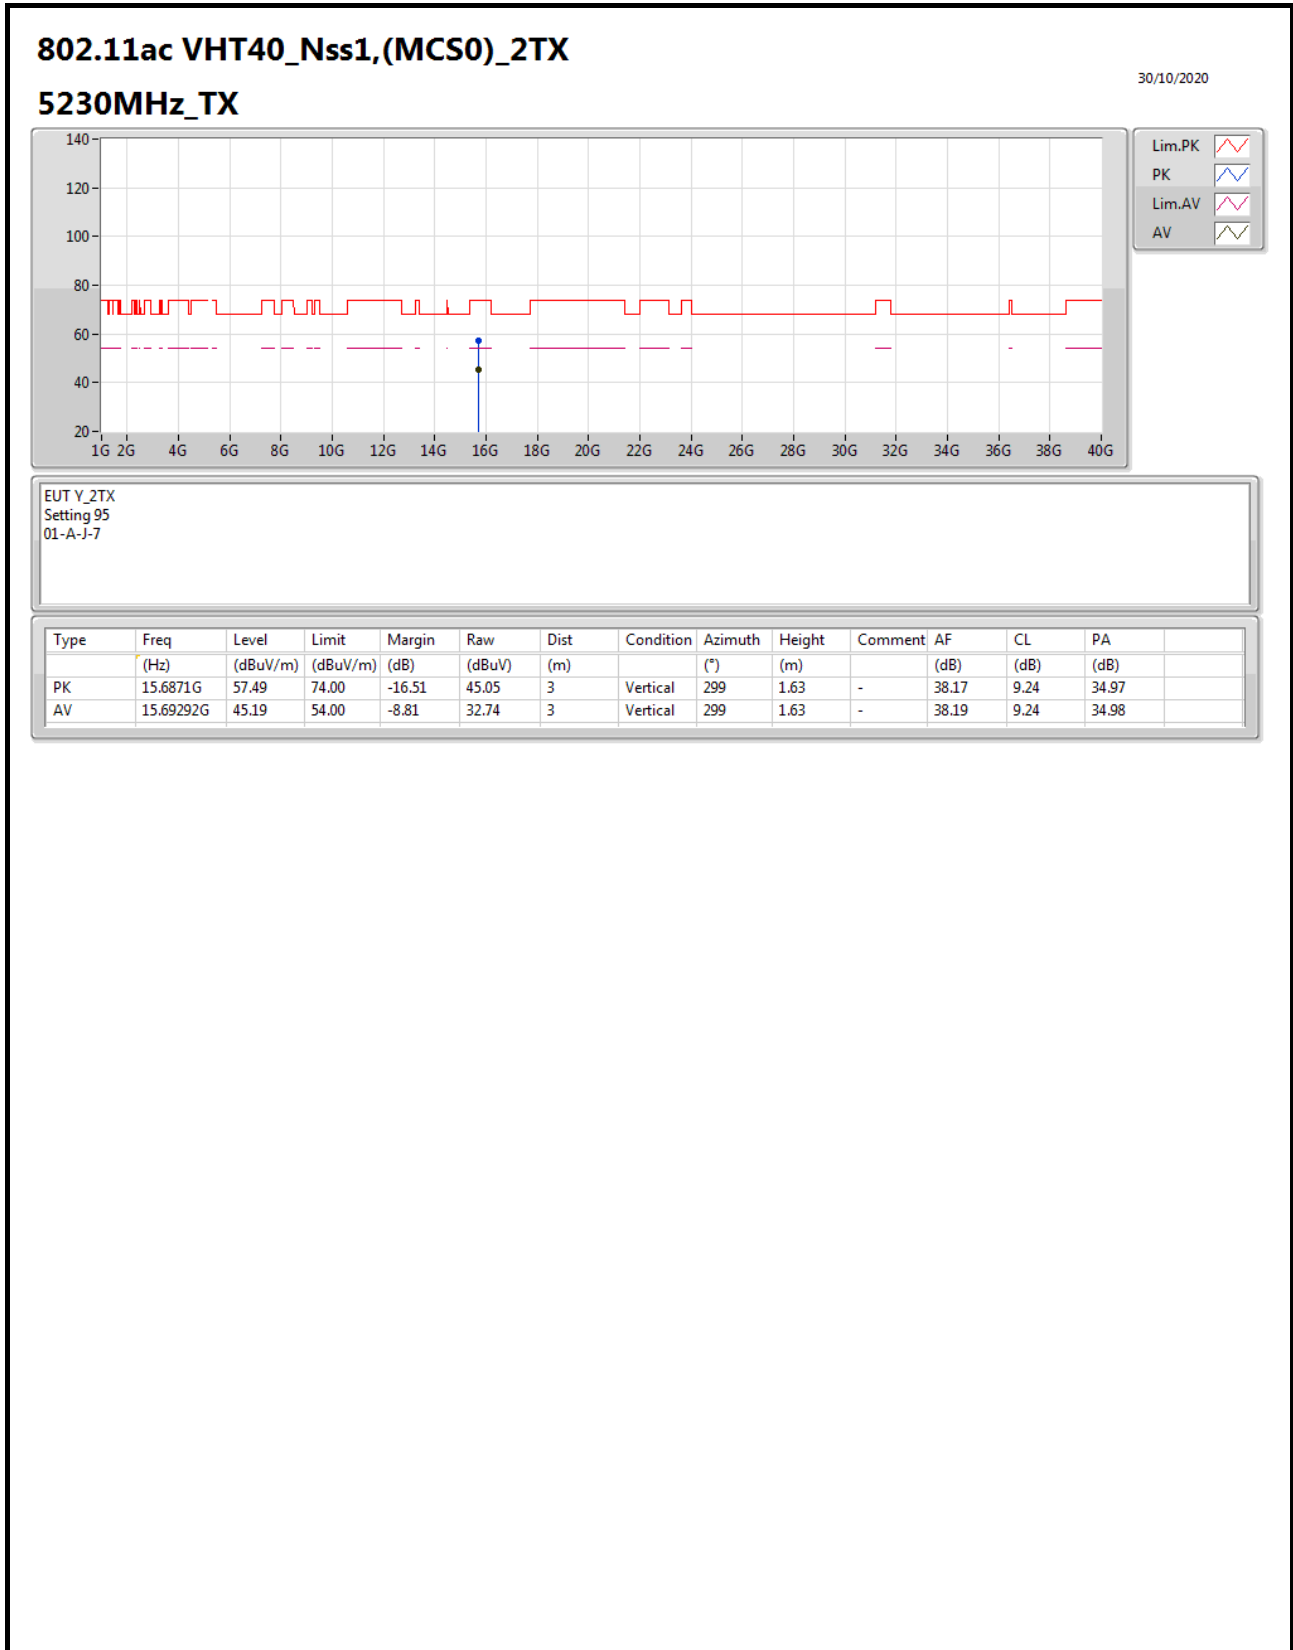 802.11ac VHT40_Nss1,(MCS0)_2TX
30/10/2020
5230MHz_TX
140
120
100
80
60
40
20
1G 2G 4G 6G 8G 10G 12G 14G 16G 18G 20G 22G 24G 26G 28G 30G 32G 34G 36G 38G 40G
Lim.PK
PK
Lim.AV
AV
EUT Y_2TX
Setting 95
01-A-J-7
Type Freq Level Limit Margin Raw Dist Condition Azimuth Height Comment AF CL PA
(Hz) (dBuV/m) (dBuV/m) (dB) (dBuV) (m) (°) (m) (dB) (dB) (dB)
PK 15.6871G 57.49 74.00 -16.51 45.05 3 Vertical 299 1.63 - 38.17 9.24 34.97
AV 15.69292G 45.19 54.00 -8.81 32.74 3 Vertical 299 1.63 - 38.19 9.24 34.98